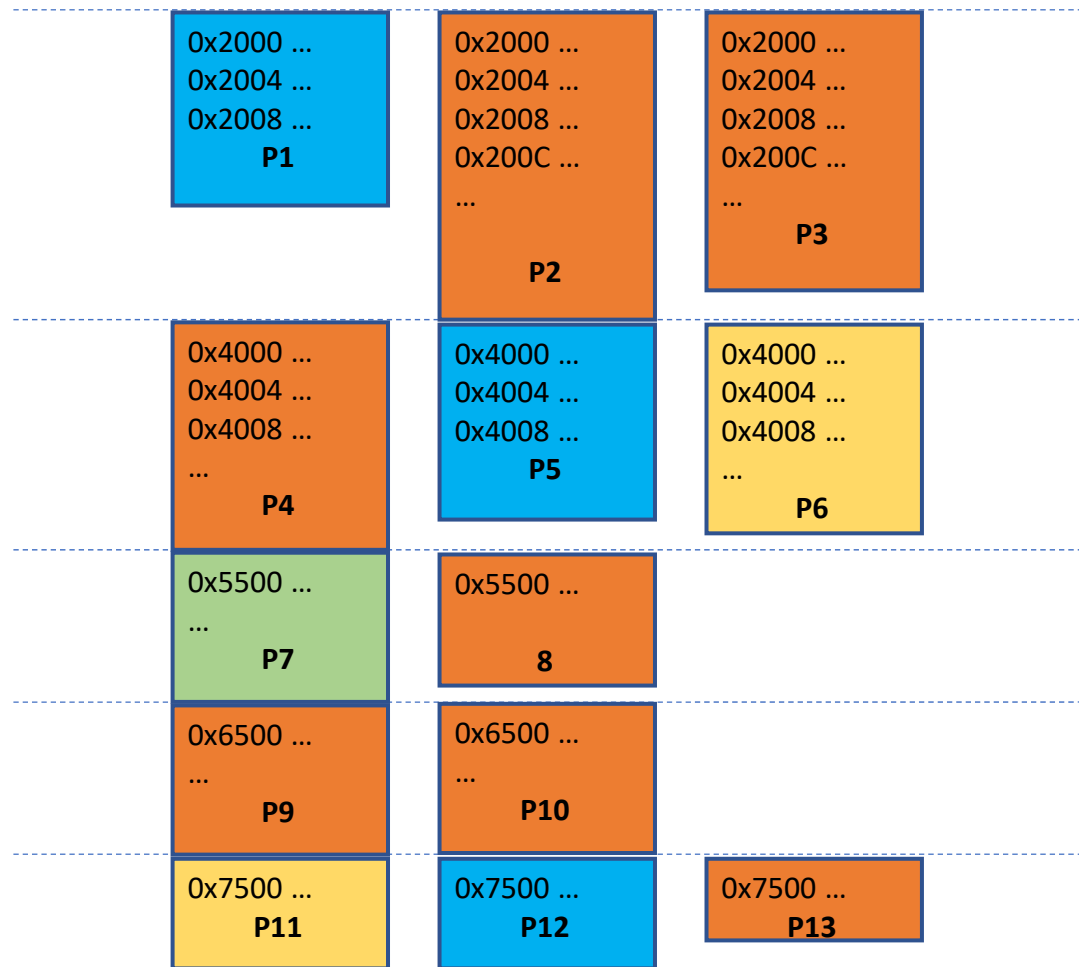 0x2000 ...
0x2004 ...
0x2008 ...
P1
0x2000 ...
0x2004 ...
0x2008 ...
0x200C ...
...
P2
0x2000 ...
0x2004 ...
0x2008 ...
0x200C ...
...
P3
0x4000 ...
0x4004 ...
0x4008 ...
...
P4
0x4000 ...
0x4004 ...
0x4008 ...
P5
0x4000 ...
0x4004 ...
0x4008 ...
...
P6
0x5500 ...
...
P7
0x5500 ...
8
0x6500 ...
...
P9
0x6500 ...
...
P10
0x7500 ...
P11
0x7500 ...
P12
0x7500 ...
P13